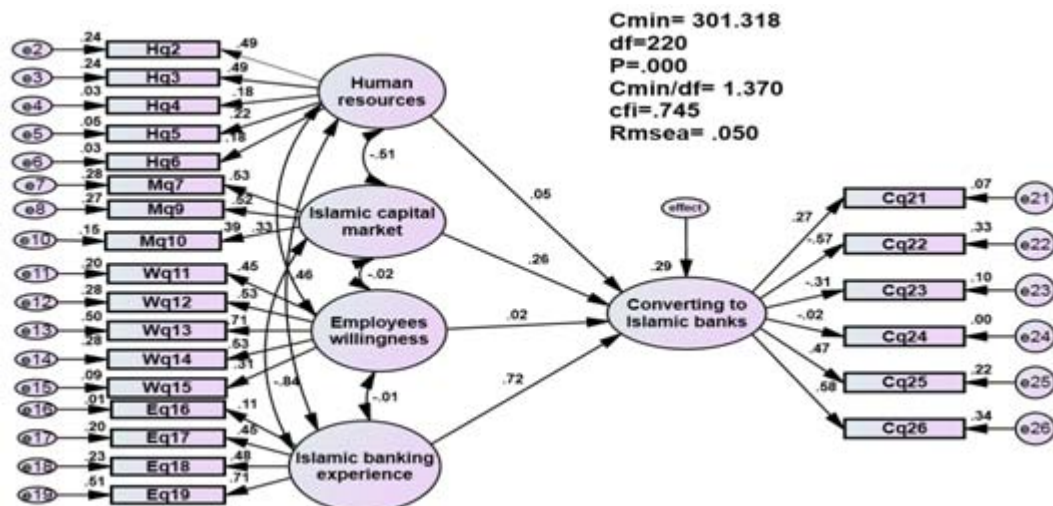 Cmin= 301.318
df=220
P=.000
Cmin/df= 1.370
cfi=.745
Rmsea= .050
e2 .24 Hq2 .49
e3 .24 Hq3 .49
e4 .03 Hq4 .18
e5 .05 Hq5 .22
e6 .03 Hq6 .18
e7 .28 Mq7 .53
e8 .27 Mq9 .52
e10 .15 Mq10 .39
e11 .20 Wq11 .45
e12 .28 Wq12 .53
e13 .50 Wq13 .71
e14 .28 Wq14 .53
e15 .09 Wq15 .31
e16 .01 Eq16 .11
e17 .20 Eq17 .45
e18 .23 Eq18 .48
e19 .51 Eq19 .71
Human
resources
-.51
Islamic capital
market
-.02
Employees
willingness
-.01
Islamic banking
experience
.33
.46
-.84
.05
.26
.02
.72
effect
.29
Converting to
Islamic banks
.27 Cq21 .07 e21
-.57 Cq22 .33 e22
-.31 Cq23 .10 e23
-.02 Cq24 .00 e24
.47 Cq25 .22 e25
.58 Cq26 .34 e26